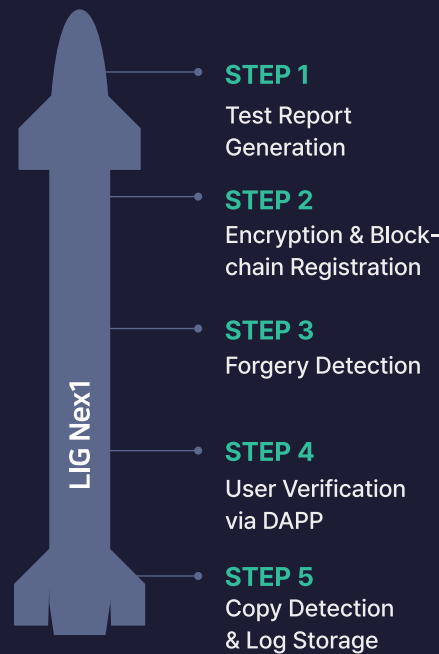 STEP 1
Test Report
Generation
STEP 2
Encryption & Block-
chain Registration
STEP 3
Forgery Detection
LIG Nex1
STEP 4
User Verification
via DAPP
STEP 5
Copy Detection
& Log Storage